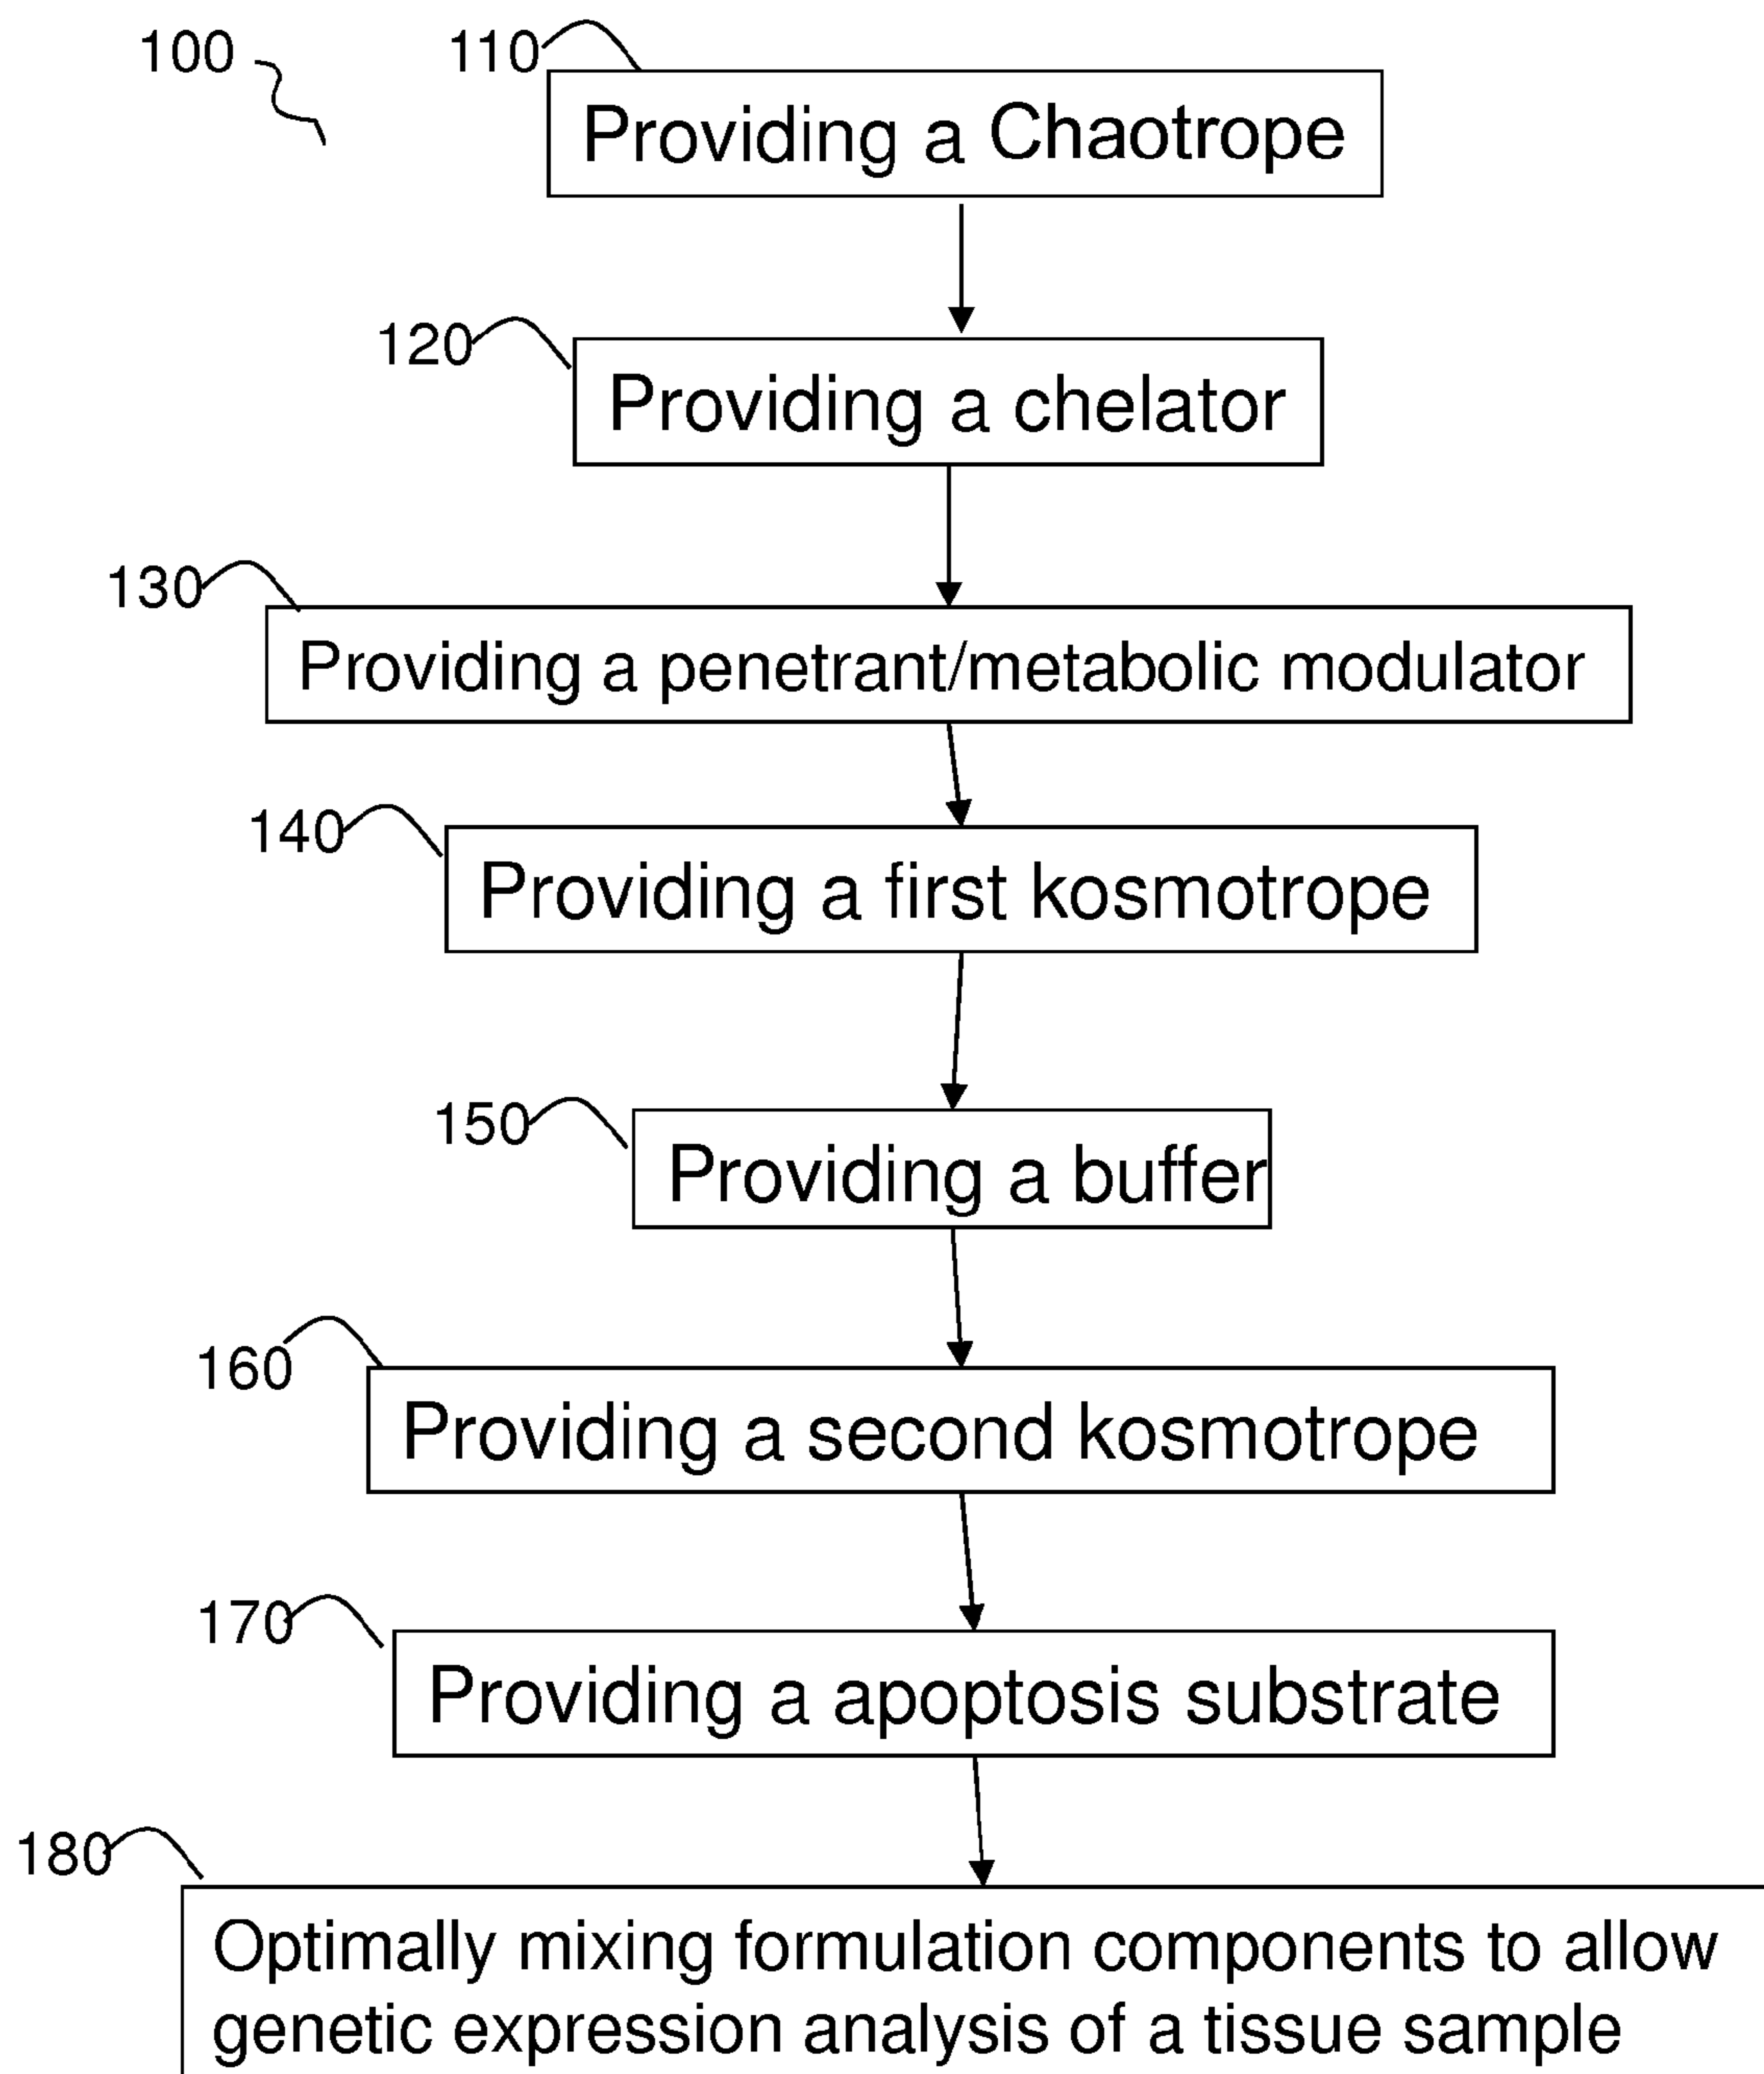 100
110
Providing a Chaotrope
120
Providing a chelator
130
Providing a penetrant/metabolic modulator
140
Providing a first kosmotrope
150
Providing a buffer
160
Providing a second kosmotrope
170
Providing a apoptosis substrate
180
Optimally mixing formulation components to allow
genetic expression analysis of a tissue sample